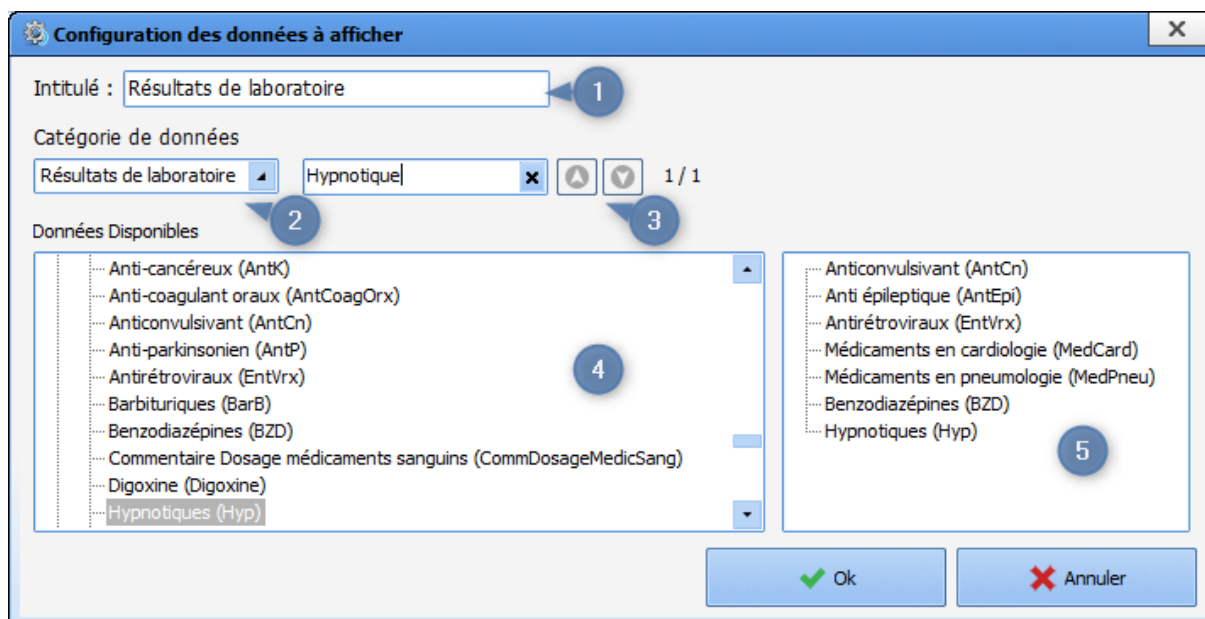 Configuration des données à afficher
Intitulé : Résultats de laboratoire
1
Catégorie de données
Résultats de laboratoire Hypnotique 1 / 1
2 3
Données Disponibles
Anti-cancéreux (AntK)
Anti-coagulant oraux (AntCoagOrx)
Anticonvulsivant (AntCn)
Anti-parkinsonien (AntP)
Antirétroviraux (EntVrx)
Barbituriques (BarB)
Benzodiazépines (BZD)
Commentaire Dosage médicaments sanguins (CommDosageMedicSang)
Digoxine (Digoxine)
Hypnotiques (Hyp)
4
Anticonvulsivant (AntCn)
Anti épileptique (AntEpi)
Antirétroviraux (EntVrx)
Médicaments en cardiologie (MedCard)
Médicaments en pneumologie (MedPneu)
Benzodiazépines (BZD)
Hypnotiques (Hyp)
5
Ok Annuler